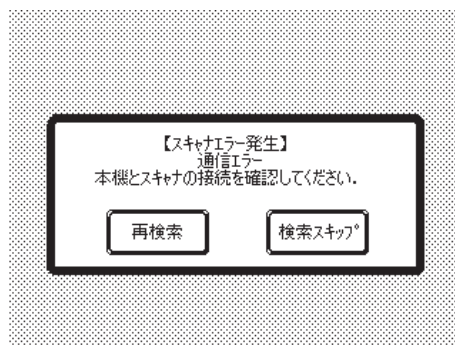 【スキャナエラー発生】
通信エラー
本機とスキャナの接続を確認してください.
再検索
検索スキップ